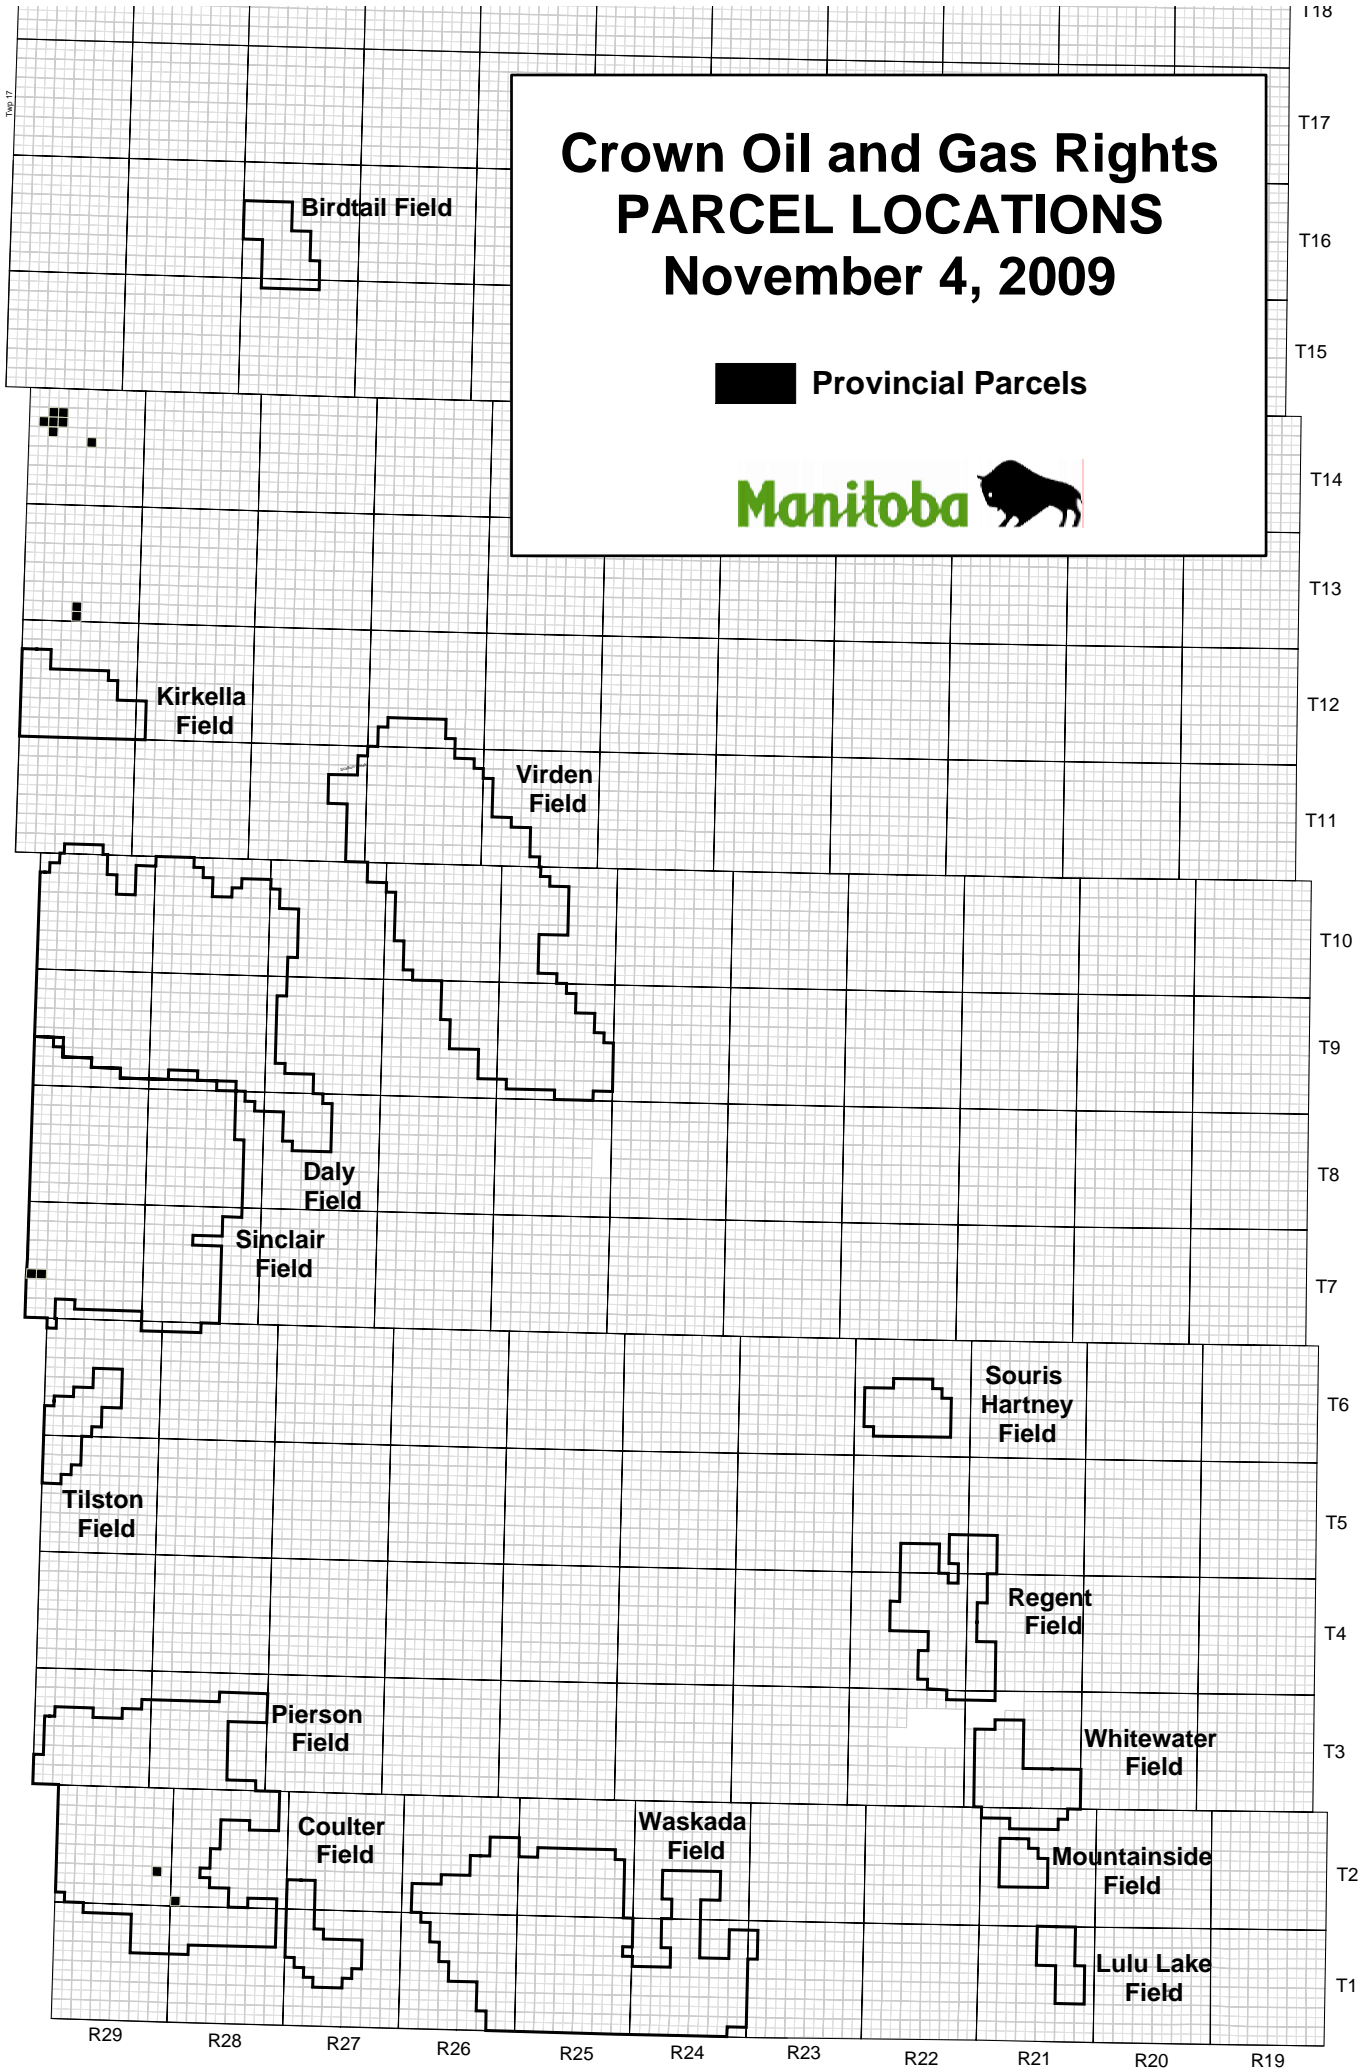 T18
Twp 17
T17
Crown Oil and Gas Rights
PARCEL LOCATIONS
November 4, 2009
Birdtail Field
T16
T15
Provincial Parcels
Manitoba
T14
T13
Kirkella
Field
T12
Virden
Field
T11
T10
T9
Daly
Field
T8
Sinclair
Field
T7
Souris
Hartney
Field
T6
Tilston
Field
T5
Regent
Field
T4
Pierson
Field
Whitewater
Field
T3
Coulter
Field
Waskada
Field
Mountainside
Field
T2
Lulu Lake
Field
T1
R29
R28
R27
R26
R25
R24
R23
R22
R21
R20
R19